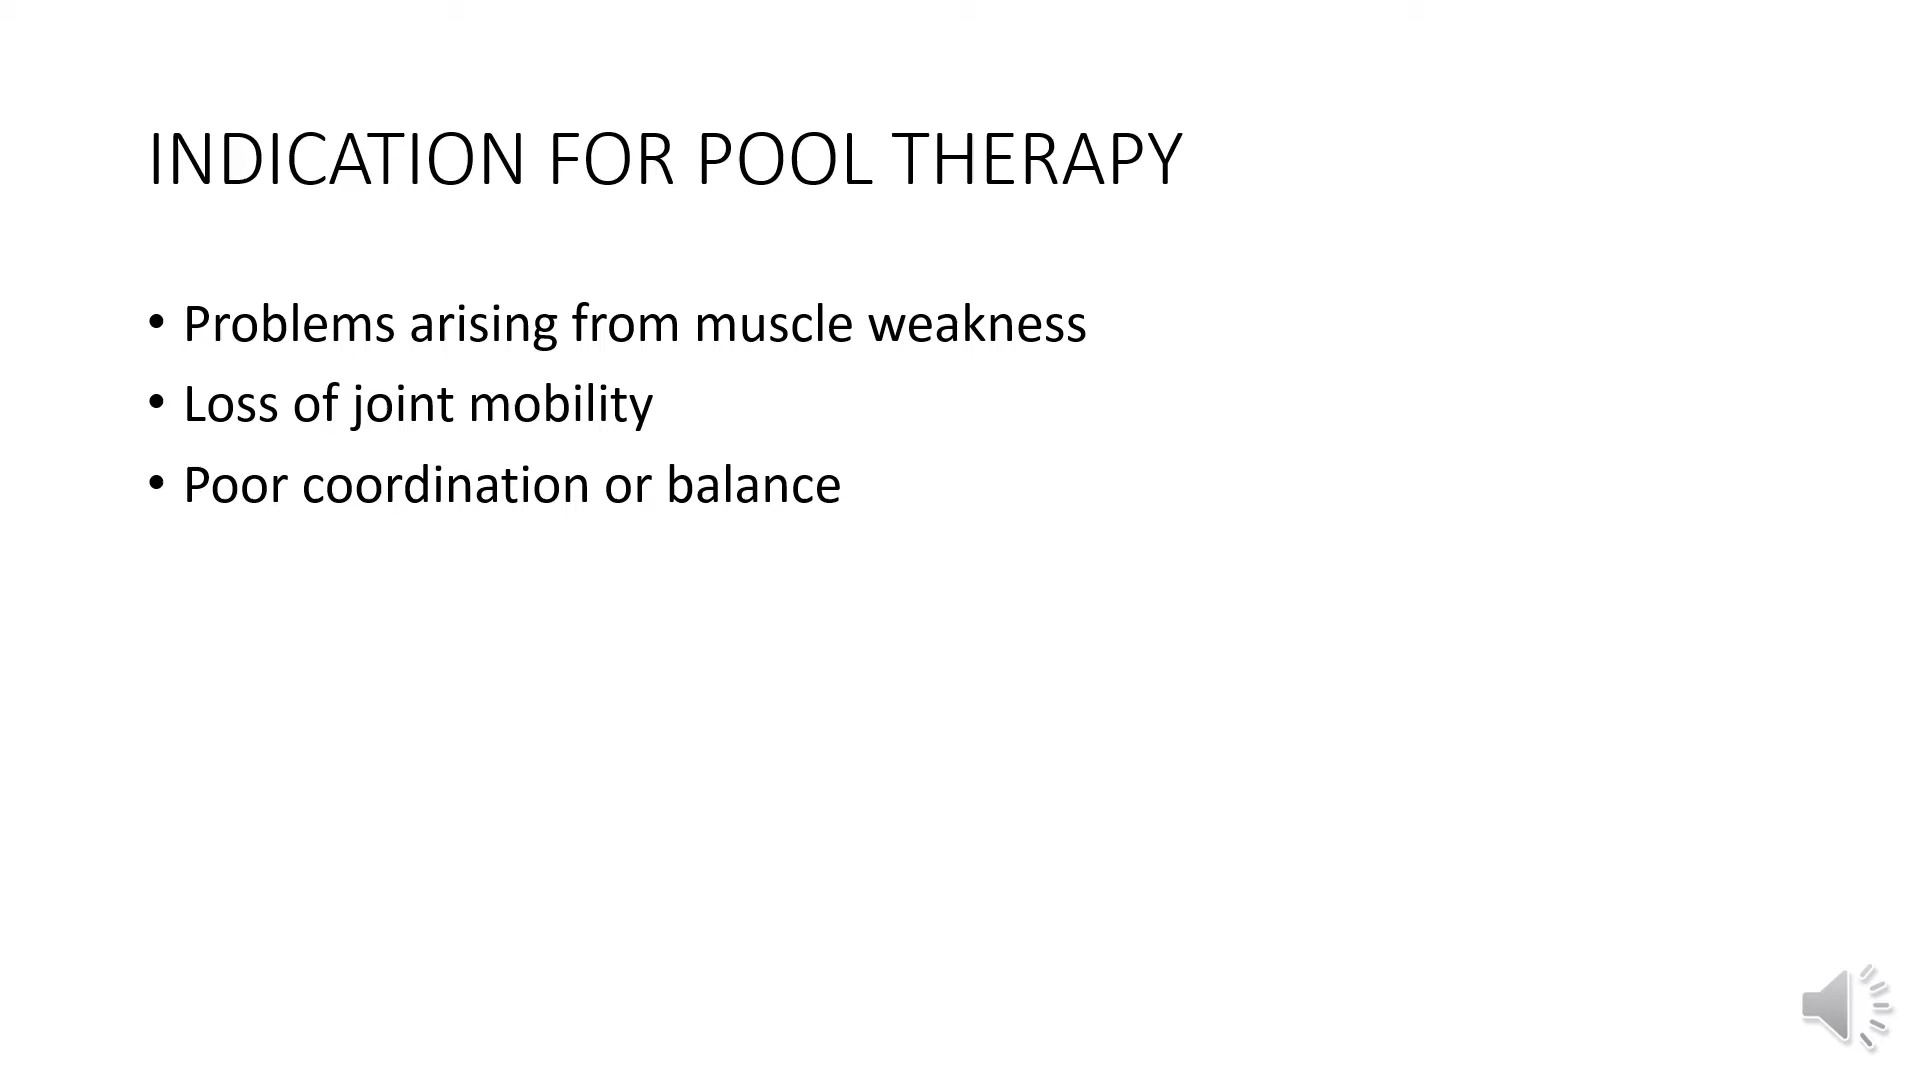 INDICATION FOR POOL THERAPY
• Problems arising from muscle weakness
• Loss of joint mobility
• Poor coordination or balance